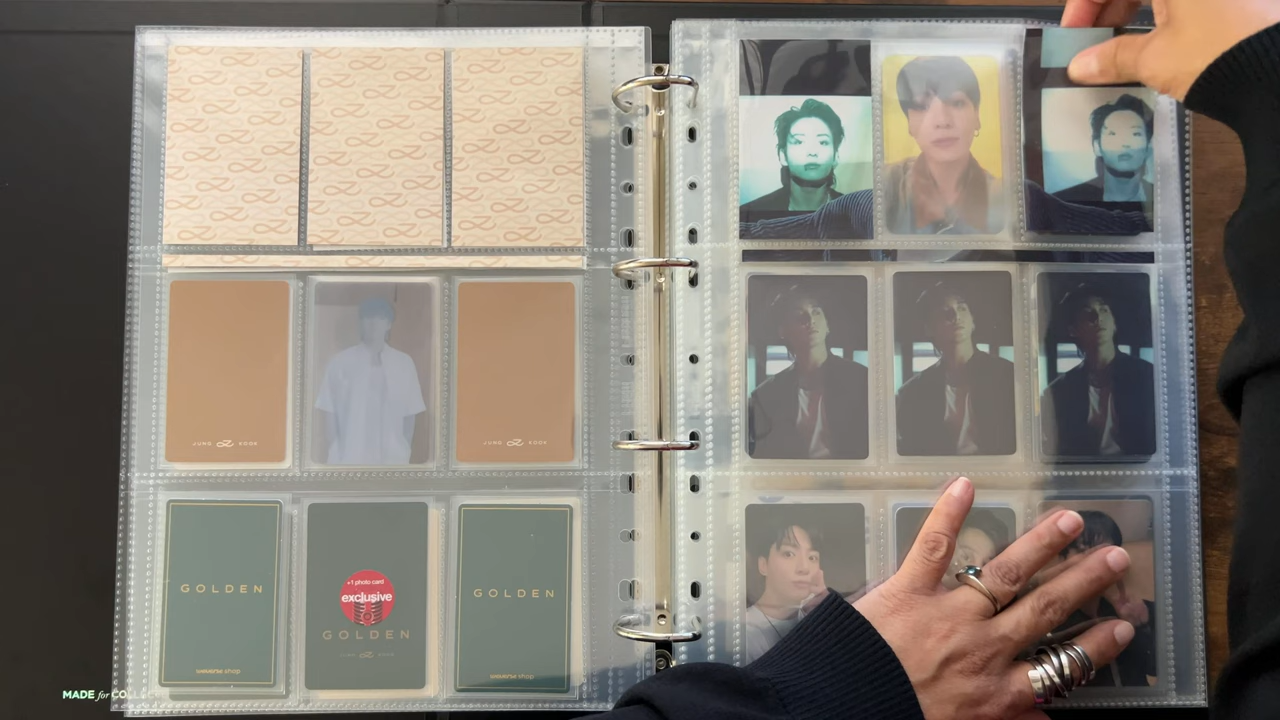 JUNG KOOK
JUNG KOOK
GOLDEN
weverse shop
+1 photo card
exclusive
GOLDEN
JUNG KOOK
GOLDEN
weverse shop
MADE for